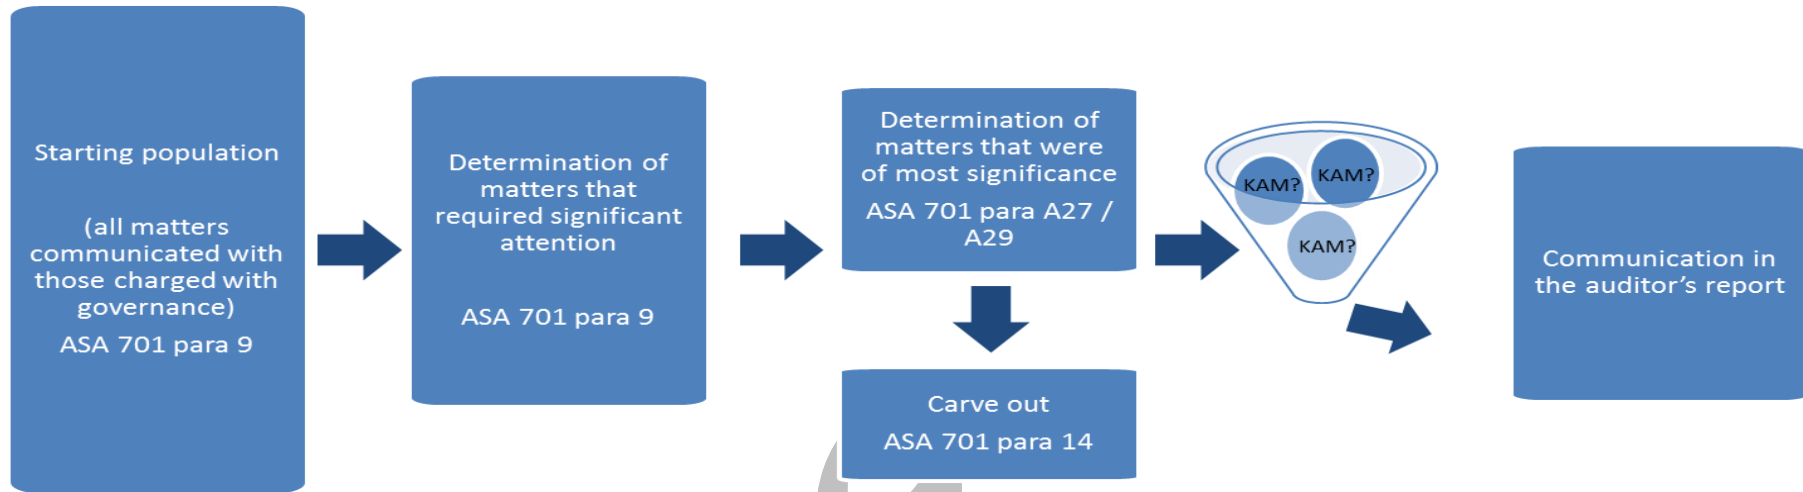 Starting population
(all matters
communicated with
those charged with
governance)
ASA 701 para 9
Determination of
matters that
required significant
attention
ASA 701 para 9
Determination of
matters that were
of most significance
ASA 701 para A27 /
A29
Carve out
ASA 701 para 14
KAM?
KAM?
KAM?
Communication in
the auditor’s report